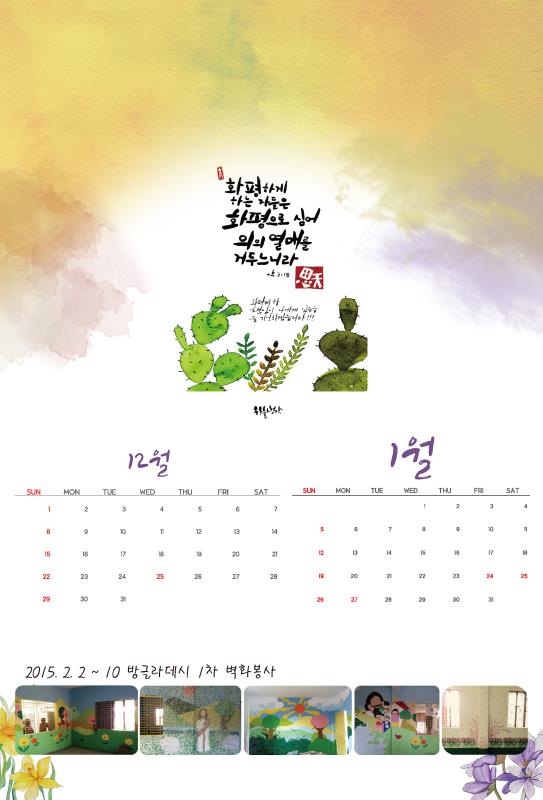 화평하게
하는 자들은
화평으로 심어
의의 열매를
거두느니라
약 3:18
12월
SUN MON TUE WED THU FRI SAT
1 2 3 4 5 6 7
8 9 10 11 12 13 14
15 16 17 18 19 20 21
22 23 24 25 26 27 28
29 30 31
1월
SUN MON TUE WED THU FRI SAT
1 2 3 4
5 6 7 8 9 10 11
12 13 14 15 16 17 18
19 20 21 22 23 24 25
26 27 28 29 30 31
2015. 2. 2 ~ 10 방글라데시 1차 벽화봉사